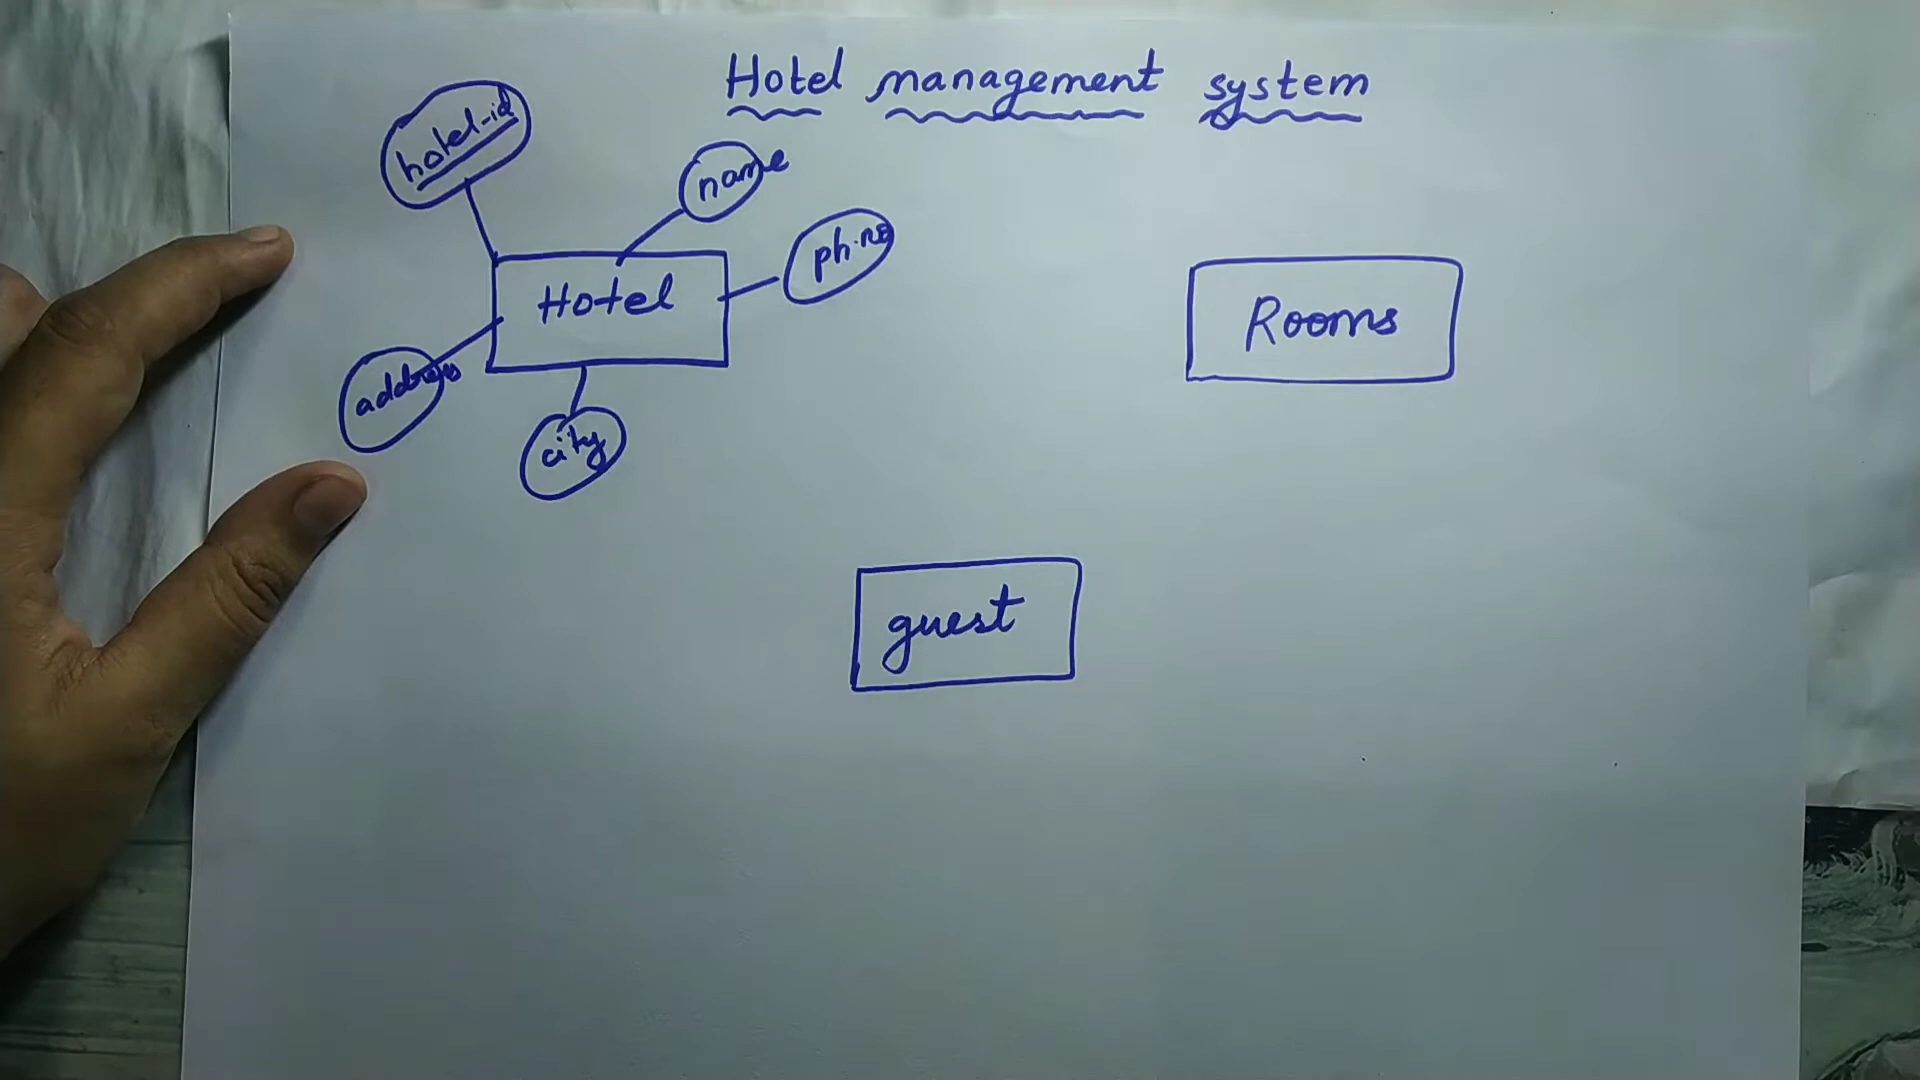 Hotel management system
hotel-id
name
ph.no
Hotel
Rooms
address
city
guest